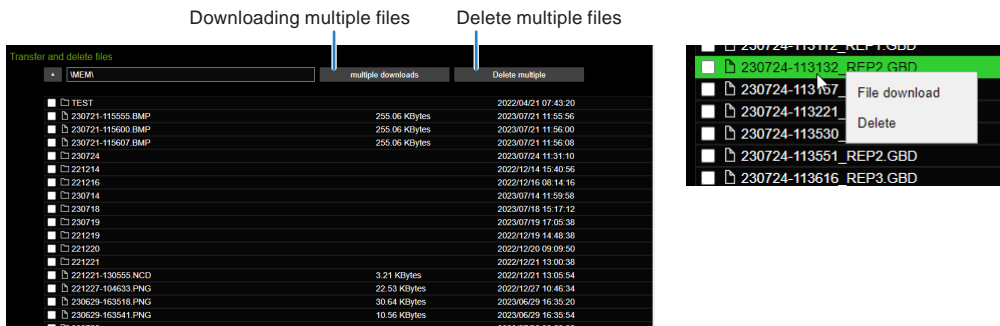 Downloading multiple files Delete multiple files
Transfer and delete files
\MEM\ multiple downloads Delete multiple
TEST 2022/04/21 07:43:20
230721-115555.BMP 255.06 KBytes 2023/07/21 11:55:56
230721-115600.BMP 255.06 KBytes 2023/07/21 11:56:00
230721-115607.BMP 255.06 KBytes 2023/07/21 11:56:08
230724 2023/07/24 11:31:10
221214 2022/12/14 15:40:56
221216 2022/12/16 08:14:16
230714 2023/07/14 11:59:58
230718 2023/07/18 15:17:12
230719 2023/07/19 17:05:38
221219 2022/12/19 14:48:38
221220 2022/12/20 09:09:50
221221 2022/12/21 13:00:38
221221-130555.NCD 3.21 KBytes 2022/12/21 13:05:54
221227-104633.PNG 22.53 KBytes 2022/12/27 10:46:34
230629-163518.PNG 30.64 KBytes 2023/06/29 16:35:20
230629-163541.PNG 10.56 KBytes 2023/06/29 16:35:54
230724-113112_REP1.GBD
230724-113132_REP2.GBD
230724-113157_
230724-113221_
230724-113530_
230724-113551_REP2.GBD
230724-113616_REP3.GBD
File download
Delete